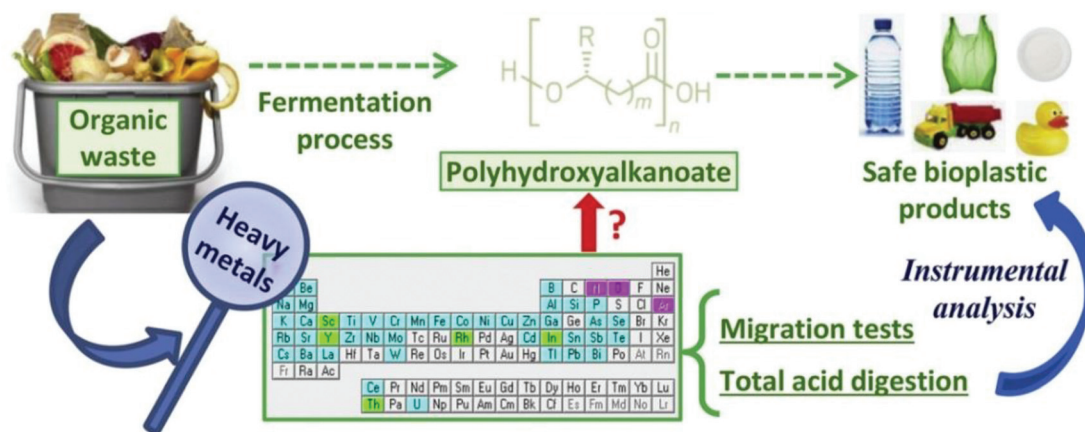 Organic
waste
Fermentation
process
H
O
R
O
( )m
OH
n
Polyhydroxyalkanoate
Safe bioplastic
products
Heavy
metals
?
He
Be B C N O F Ne
Na Mg Al Si P S Cl Ar
K Ca Sc Ti V Cr Mn Fe Co Ni Cu Zn Ga Ge As Se Br Kr
Rb Sr Y Zr Nb Mo Tc Ru Rh Pd Ag Cd In Sn Sb Te I Xe
Cs Ba La Hf Ta W Re Os Ir Pt Au Hg Tl Pb Bi Po At Rn
Fr Ra Ac
Ce Pr Nd Pm Sm Eu Gd Tb Dy Ho Er Tm Yb Lu
Th Pa U Np Pu Am Cm Bk Cf Es Fm Md No Lr
Migration tests
Total acid digestion
Instrumental
analysis